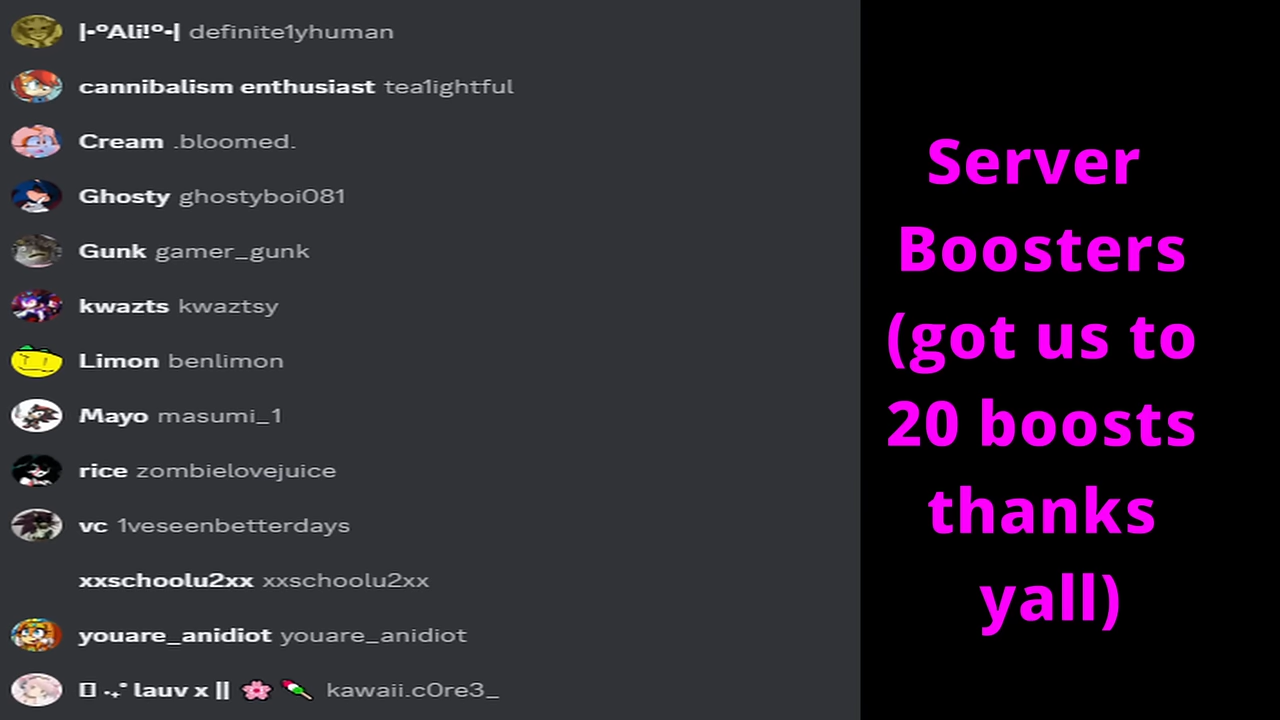 |-ºAli!º-| definite1yhuman
cannibalism enthusiast tea1ightful
Cream .bloomed.
Ghosty ghostyboi081
Gunk gamer_gunk
kwazts kwaztsy
Limon benlimon
Mayo masumi_1
rice zombielovejuice
vc 1veseenbetterdays
xxschoolu2xx xxschoolu2xx
youare_anidiot youare_anidiot
lauv x || 🌸 🍡 kawaii.c0re3_
Server
Boosters
(got us to
20 boosts
thanks
yall)